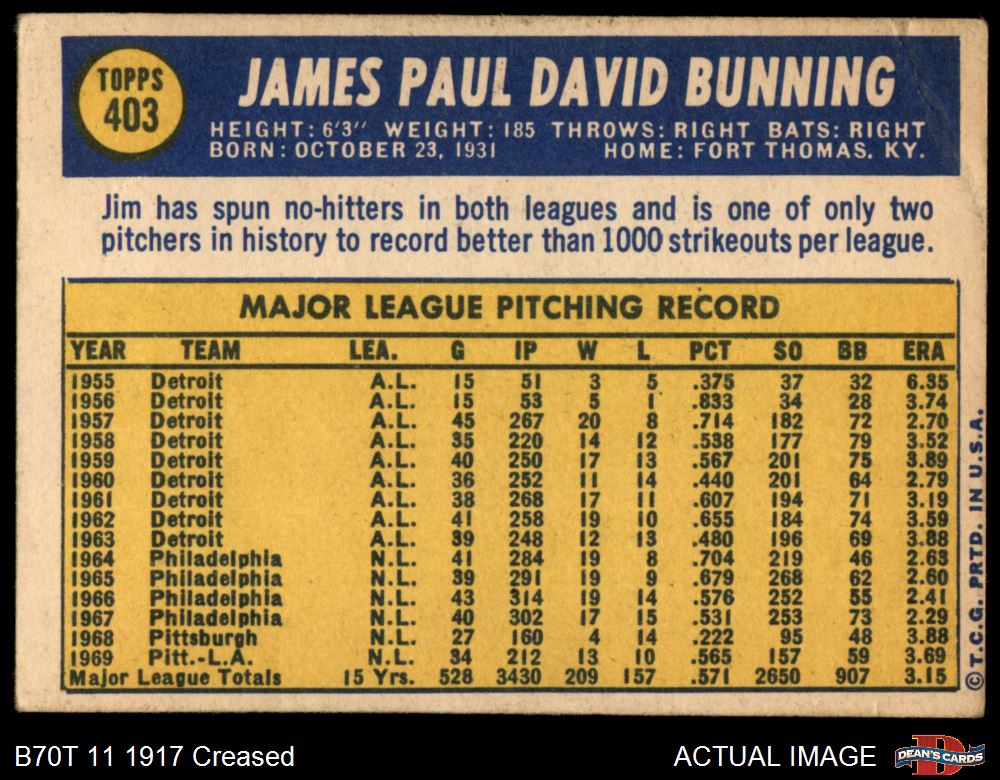 TOPPS
403
JAMES PAUL DAVID BUNNING
HEIGHT: 6'3" WEIGHT: 185 THROWS: RIGHT BATS: RIGHT
BORN: OCTOBER 23, 1931 HOME: FORT THOMAS, KY.
Jim has spun no-hitters in both leagues and is one of only two
pitchers in history to record better than 1000 strikeouts per league.
MAJOR LEAGUE PITCHING RECORD
YEAR TEAM LEA. G IP W L PCT SO BB ERA
1955 Detroit A.L. 15 51 3 5 .375 37 32 6.35
1956 Detroit A.L. 15 53 5 1 .833 34 28 3.74
1957 Detroit A.L. 45 267 20 8 .714 182 72 2.70
1958 Detroit A.L. 35 220 14 12 .538 177 79 3.52
1959 Detroit A.L. 40 250 17 13 .567 201 75 3.89
1960 Detroit A.L. 36 252 11 14 .440 201 64 2.79
1961 Detroit A.L. 38 268 17 11 .607 194 71 3.19
1962 Detroit A.L. 41 258 19 10 .655 184 74 3.59
1963 Detroit A.L. 39 248 12 13 .480 196 69 3.88
1964 Philadelphia N.L. 41 284 19 8 .704 219 46 2.63
1965 Philadelphia N.L. 39 291 19 9 .679 268 62 2.60
1966 Philadelphia N.L. 43 314 19 14 .576 252 55 2.41
1967 Philadelphia N.L. 40 302 17 15 .531 253 73 2.29
1968 Pittsburgh N.L. 27 160 4 14 .222 95 48 3.88
1969 Pitt.-L.A. N.L. 34 212 13 10 .565 157 59 3.69
Major League Totals 15 Yrs. 528 3430 209 157 .571 2650 907 3.15
©T.C.G. PRTD. IN U.S.A.
B70T 11 1917 Creased
ACTUAL IMAGE
DEAN'S CARDS